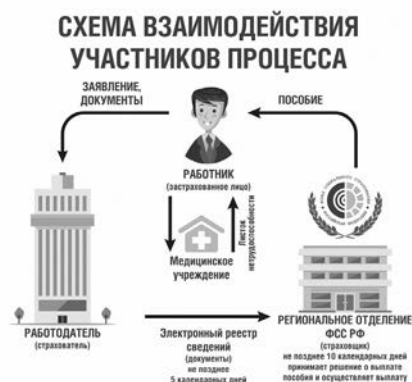 СХЕМА ВЗАИМОДЕЙСТВИЯ
УЧАСТНИКОВ ПРОЦЕССА
ЗАЯВЛЕНИЕ,
ДОКУМЕНТЫ
ПОСОБИЕ
РАБОТНИК
(застрахованное лицо)
Листок
нетрудоспособности
Медицинское
учреждение
РАБОТОДАТЕЛЬ
(страхователь)
Электронный реестр
сведений
(документы)
не позднее
5 календарных дней
РЕГИОНАЛЬНОЕ ОТДЕЛЕНИЕ
ФСС РФ
(страховщик)
не позднее 10 календарных дней
принимает решение о выплате
пособия и осуществляет выплату